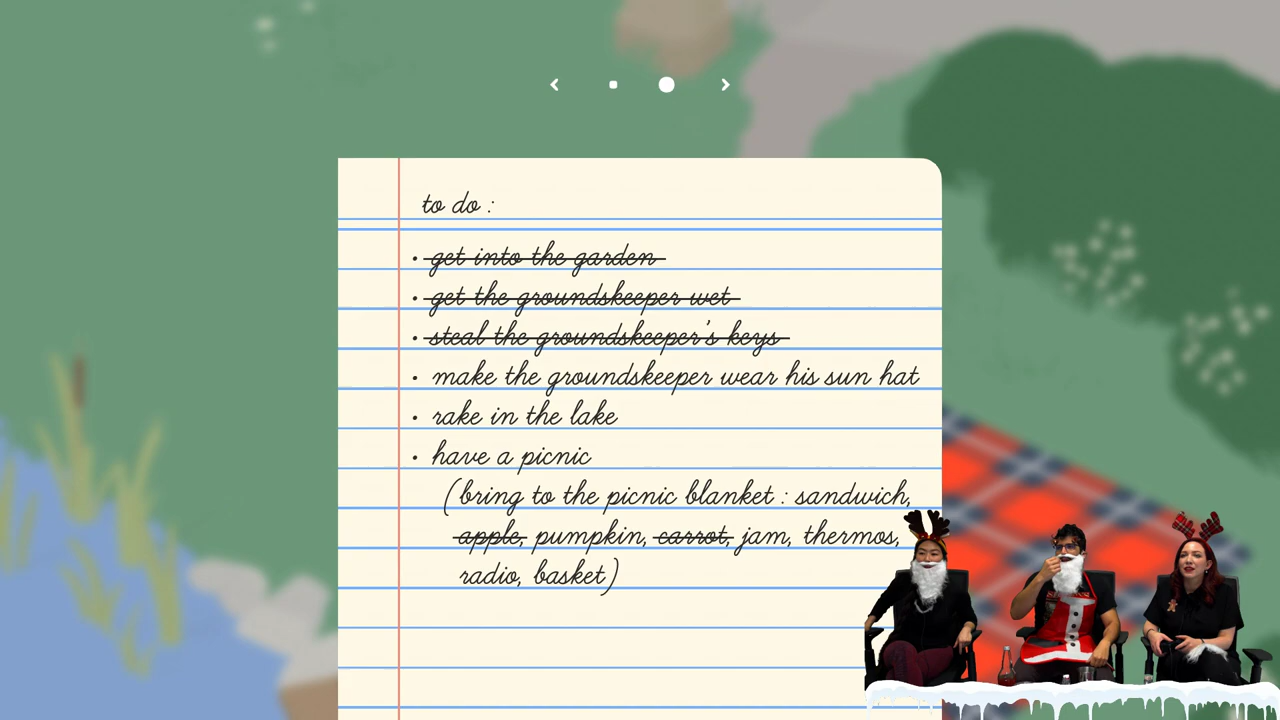 to do :
• get into the garden
• get the groundskeeper wet
• steal the groundskeeper's keys
• make the groundskeeper wear his sun hat
• rake in the lake
• have a picnic
(bring to the picnic blanket : sandwich,
apple, pumpkin, carrot, jam, thermos,
radio, basket)